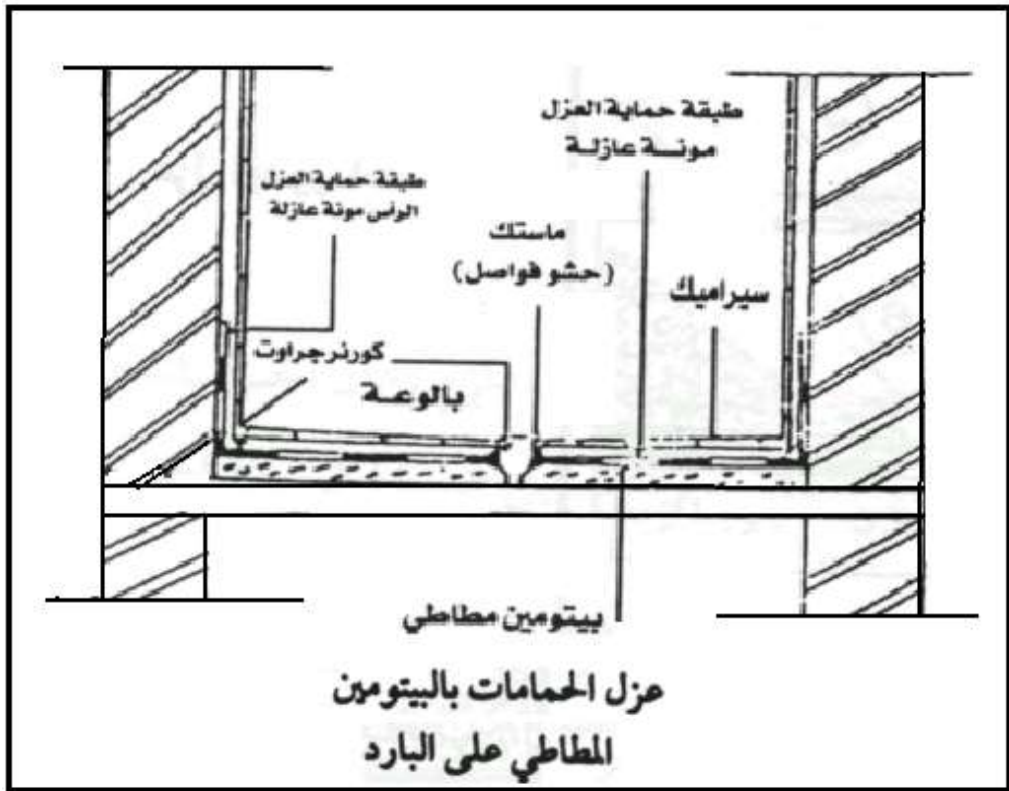 طبقة حماية العزل
مونة عازلة
طبقة حماية العزل
الرأس مونة عازلة
ماستك
(حشو فواصل)
سيراميك
كورنر جراوت
بالوعة
بيتومين مطاطي
عزل الحمامات بالبيتومين
المطاطي على البارد